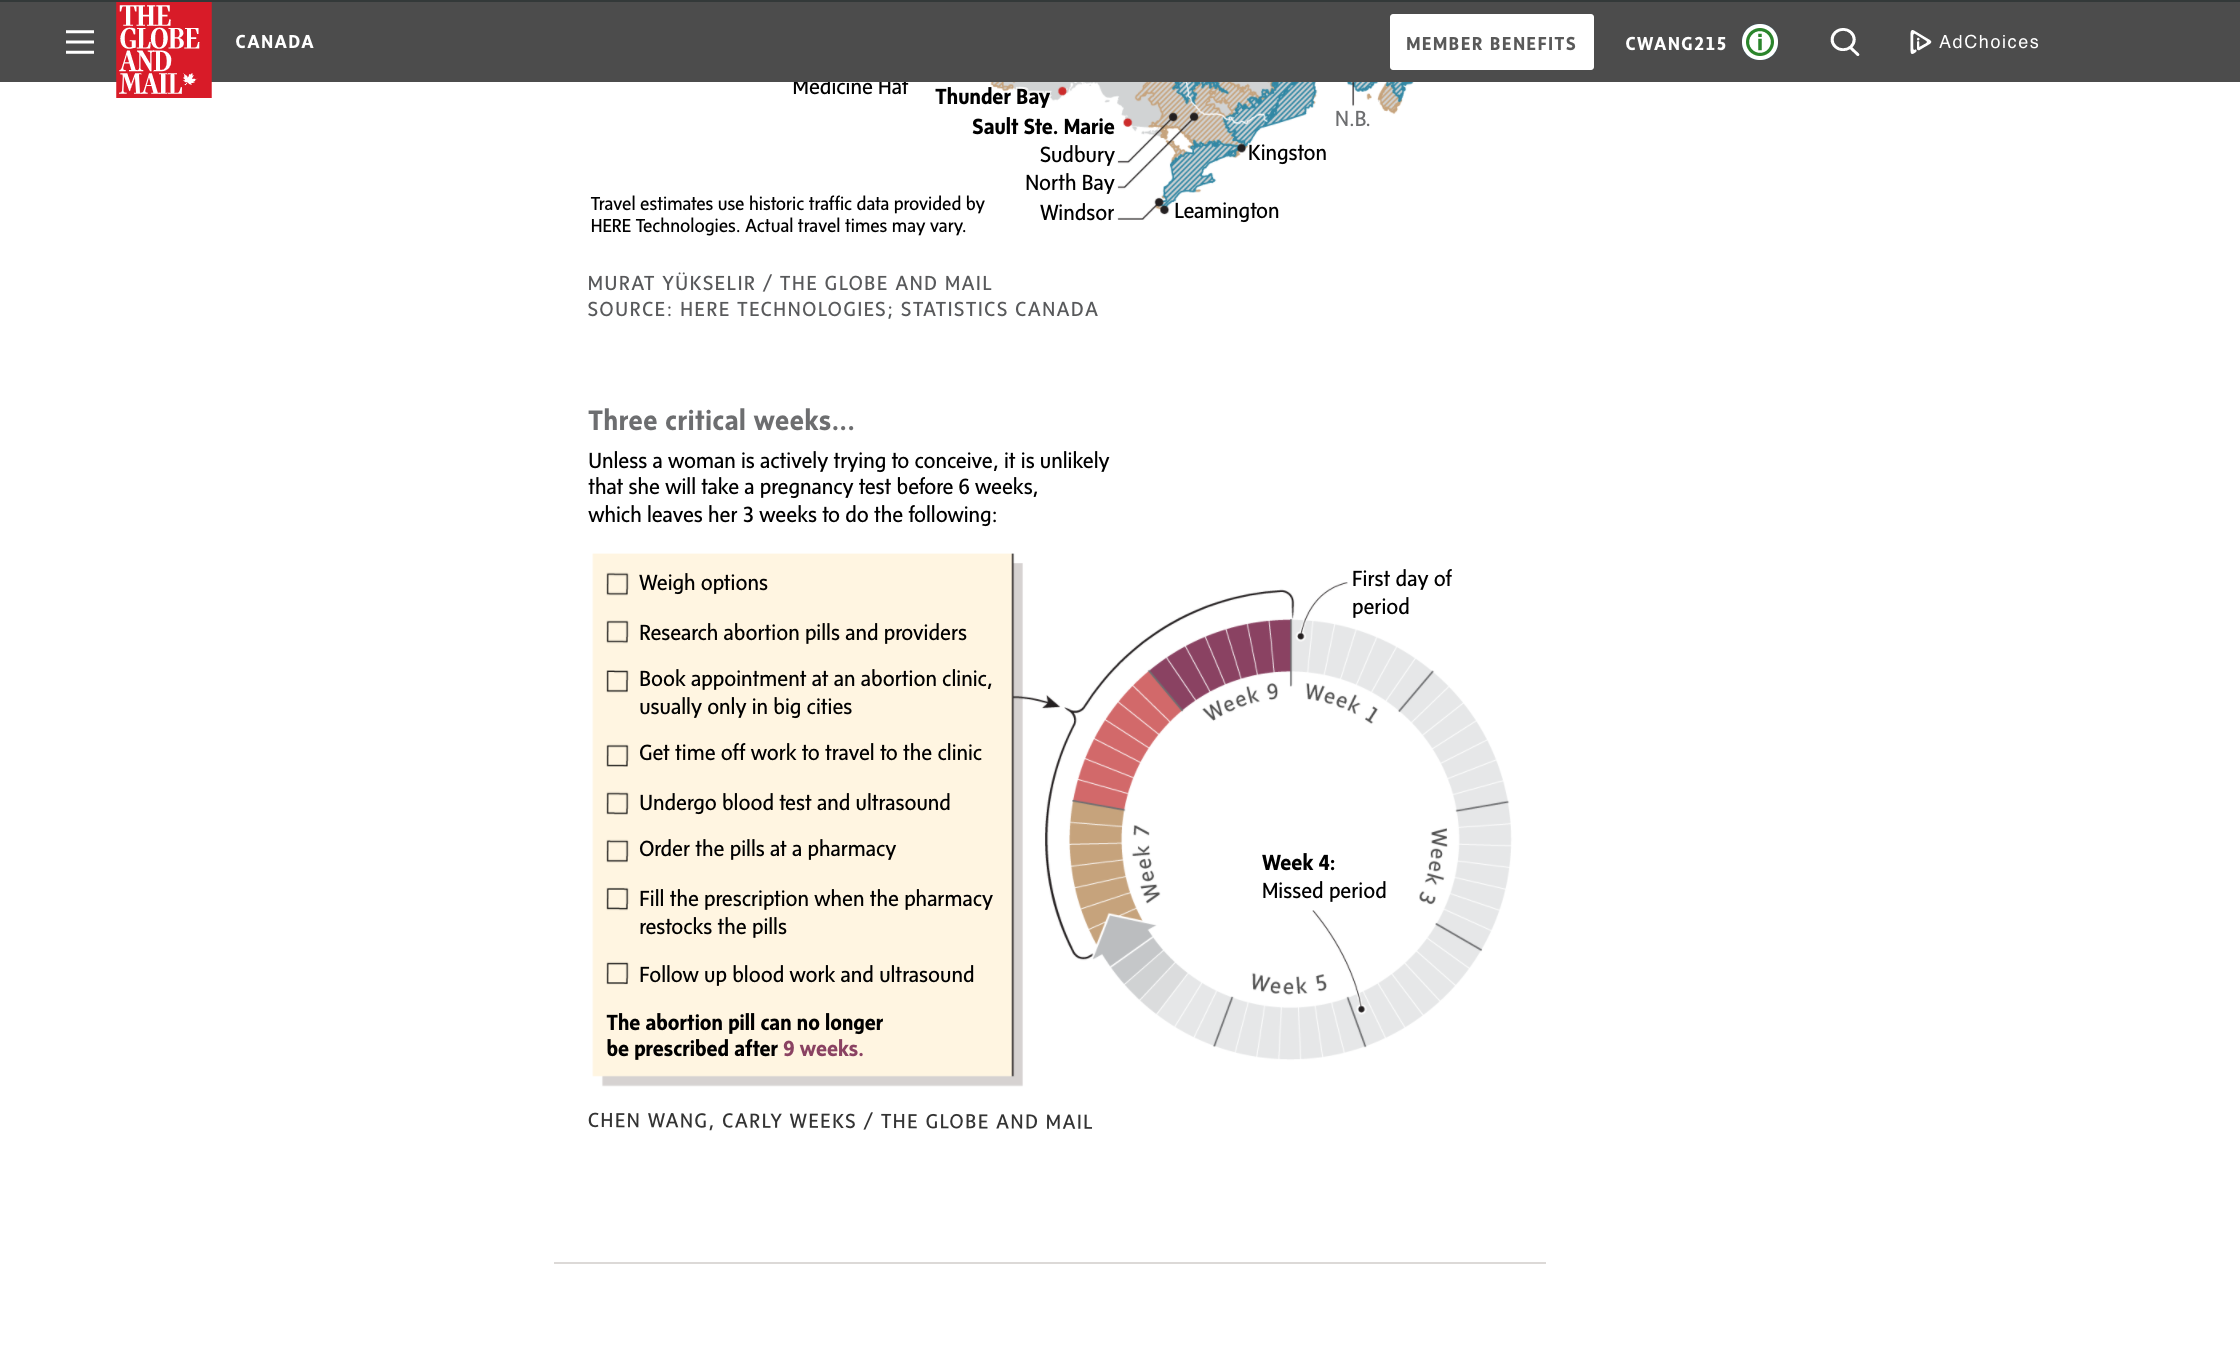 THE
GLOBE
AND
MAIL
CANADA
MEMBER BENEFITS
CWANG215
AdChoices
Medicine Hat
Thunder Bay
Sault Ste. Marie
Sudbury
North Bay
Windsor
Leamington
Kingston
N.B.
Travel estimates use historic traffic data provided by
HERE Technologies. Actual travel times may vary.
MURAT YÜKSELIR / THE GLOBE AND MAIL
SOURCE: HERE TECHNOLOGIES; STATISTICS CANADA
Three critical weeks...
Unless a woman is actively trying to conceive, it is unlikely
that she will take a pregnancy test before 6 weeks,
which leaves her 3 weeks to do the following:
Weigh options
Research abortion pills and providers
Book appointment at an abortion clinic,
usually only in big cities
Get time off work to travel to the clinic
Undergo blood test and ultrasound
Order the pills at a pharmacy
Fill the prescription when the pharmacy
restocks the pills
Follow up blood work and ultrasound
The abortion pill can no longer
be prescribed after 9 weeks.
First day of
period
Week 9
Week 1
Week 7
Week 3
Week 4:
Missed period
Week 5
CHEN WANG, CARLY WEEKS / THE GLOBE AND MAIL